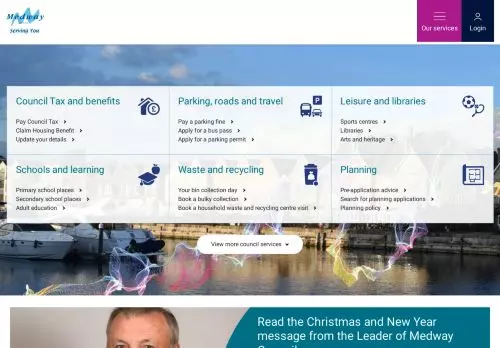 Medway
Serving You
Our services
Login
Council Tax and benefits
Pay Council Tax
Claim Housing Benefit
Update your details
Parking, roads and travel
Pay a parking fine
Apply for a bus pass
Apply for a parking permit
Leisure and libraries
Sports centres
Libraries
Arts and heritage
Schools and learning
Primary school places
Secondary school places
Adult education
Waste and recycling
Your bin collection day
Book a bulky collection
Book a household waste and recycling centre visit
Planning
Pre-application advice
Search for planning applications
Planning policy
View more council services
Read the Christmas and New Year
message from the Leader of Medway
Council